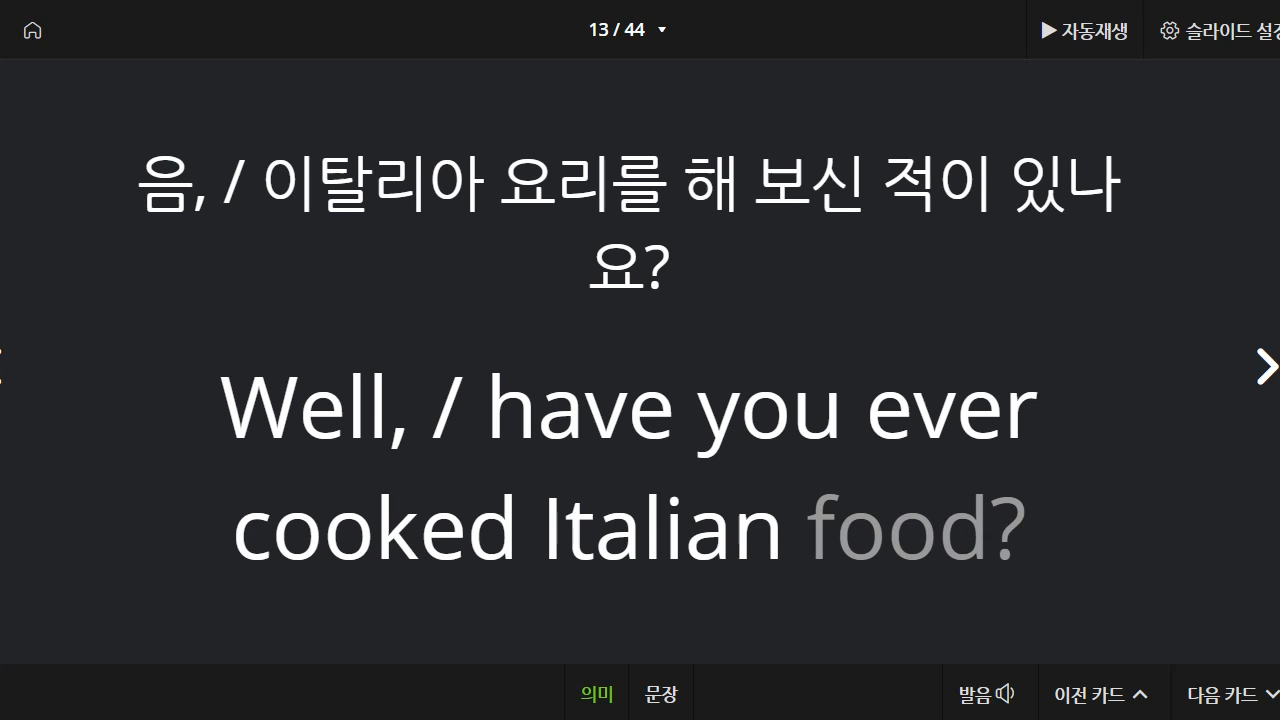 13 / 44
자동재생
슬라이드 설정
음, / 이탈리아 요리를 해 보신 적이 있나
요?
Well, / have you ever
cooked Italian food?
의미
문장
발음
이전 카드
다음 카드